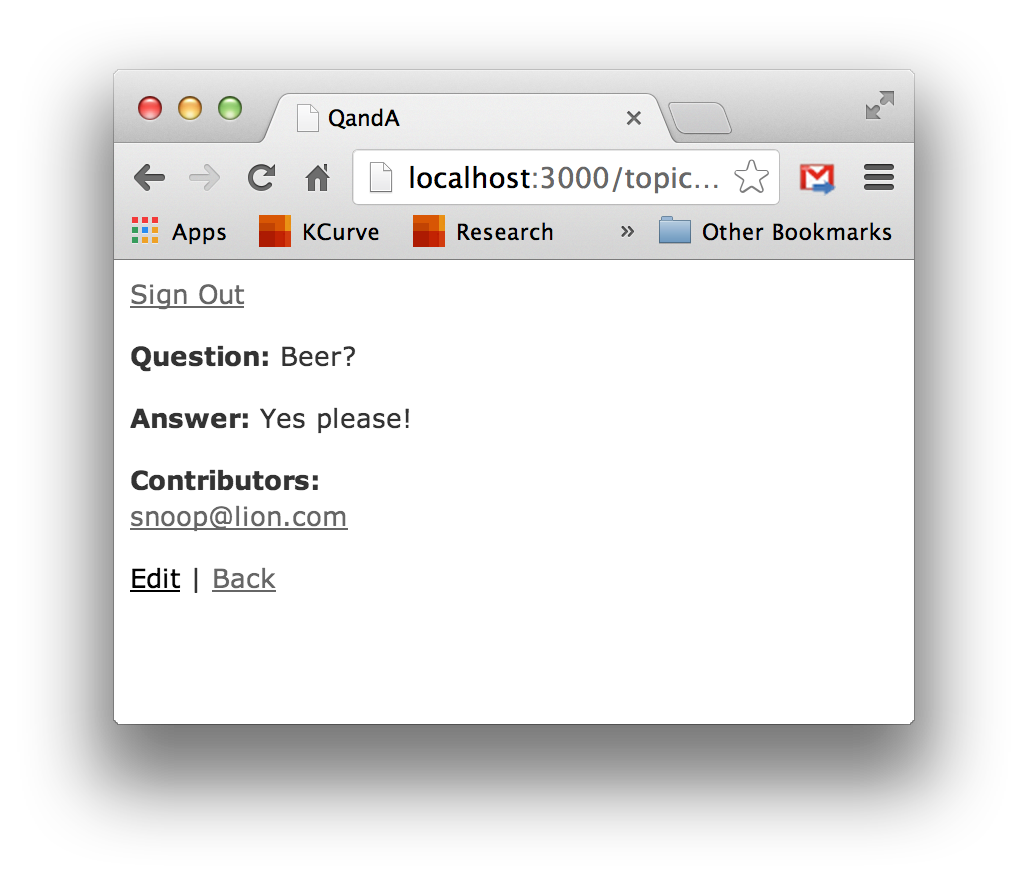 QandA
localhost:3000/topic...
Apps KCurve Research » Other Bookmarks
Sign Out
Question: Beer?
Answer: Yes please!
Contributors:
snoop@lion.com
Edit | Back